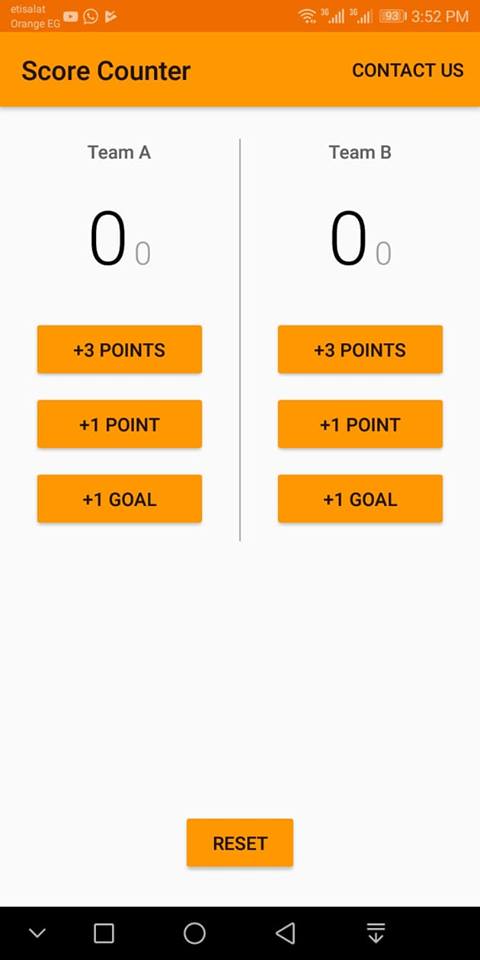 etisalat
Orange EG
3G 3G 93 3:52 PM
Score Counter CONTACT US
Team A Team B
0 0 0 0
+3 POINTS +3 POINTS
+1 POINT +1 POINT
+1 GOAL +1 GOAL
RESET